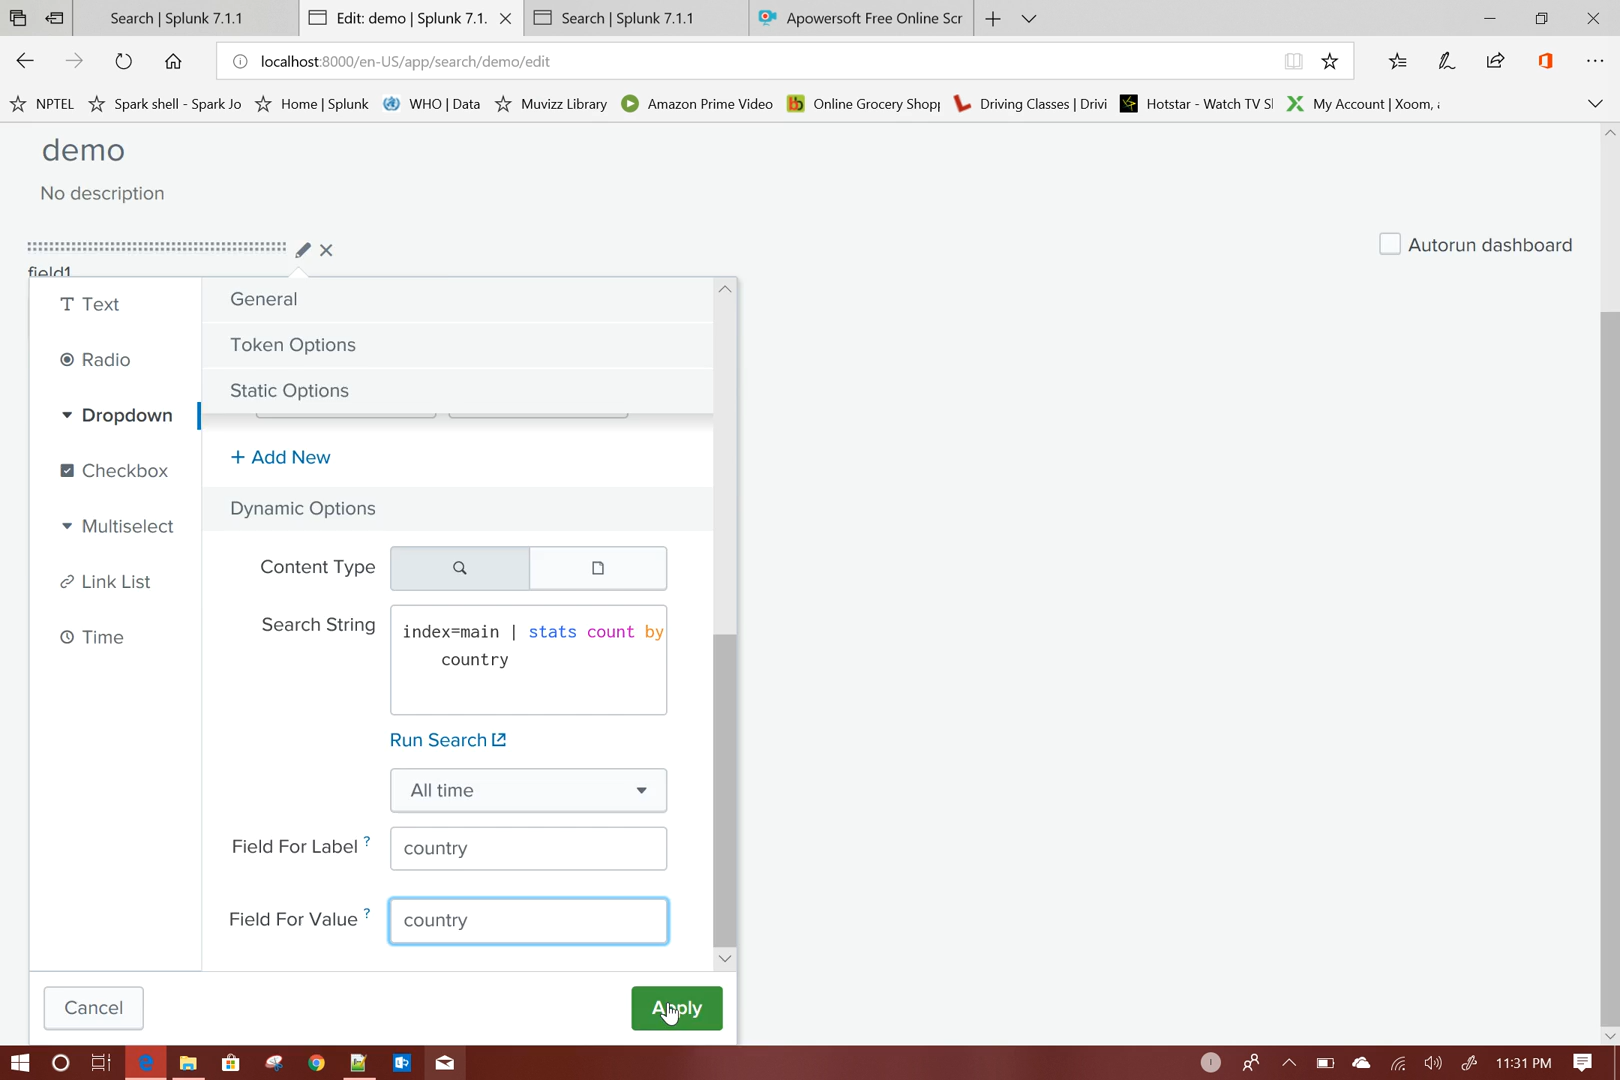 Search | Splunk 7.1.1
Edit: demo | Splunk 7.1.
Search | Splunk 7.1.1
Apowersoft Free Online Scr
localhost:8000/en-US/app/search/demo/edit
NPTEL
Spark shell - Spark Jo
Home | Splunk
WHO | Data
Muvizz Library
Amazon Prime Video
Online Grocery Shopp
Driving Classes | Drivi
Hotstar - Watch TV S
My Account | Xoom,
demo
No description
Autorun dashboard
field1
Text
Radio
Dropdown
Checkbox
Multiselect
Link List
Time
General
Token Options
Static Options
+ Add New
Dynamic Options
Content Type
Search String
index=main | stats count by
country
Run Search
All time
Field For Label ?
country
Field For Value ?
country
Cancel
Apply
11:31 PM